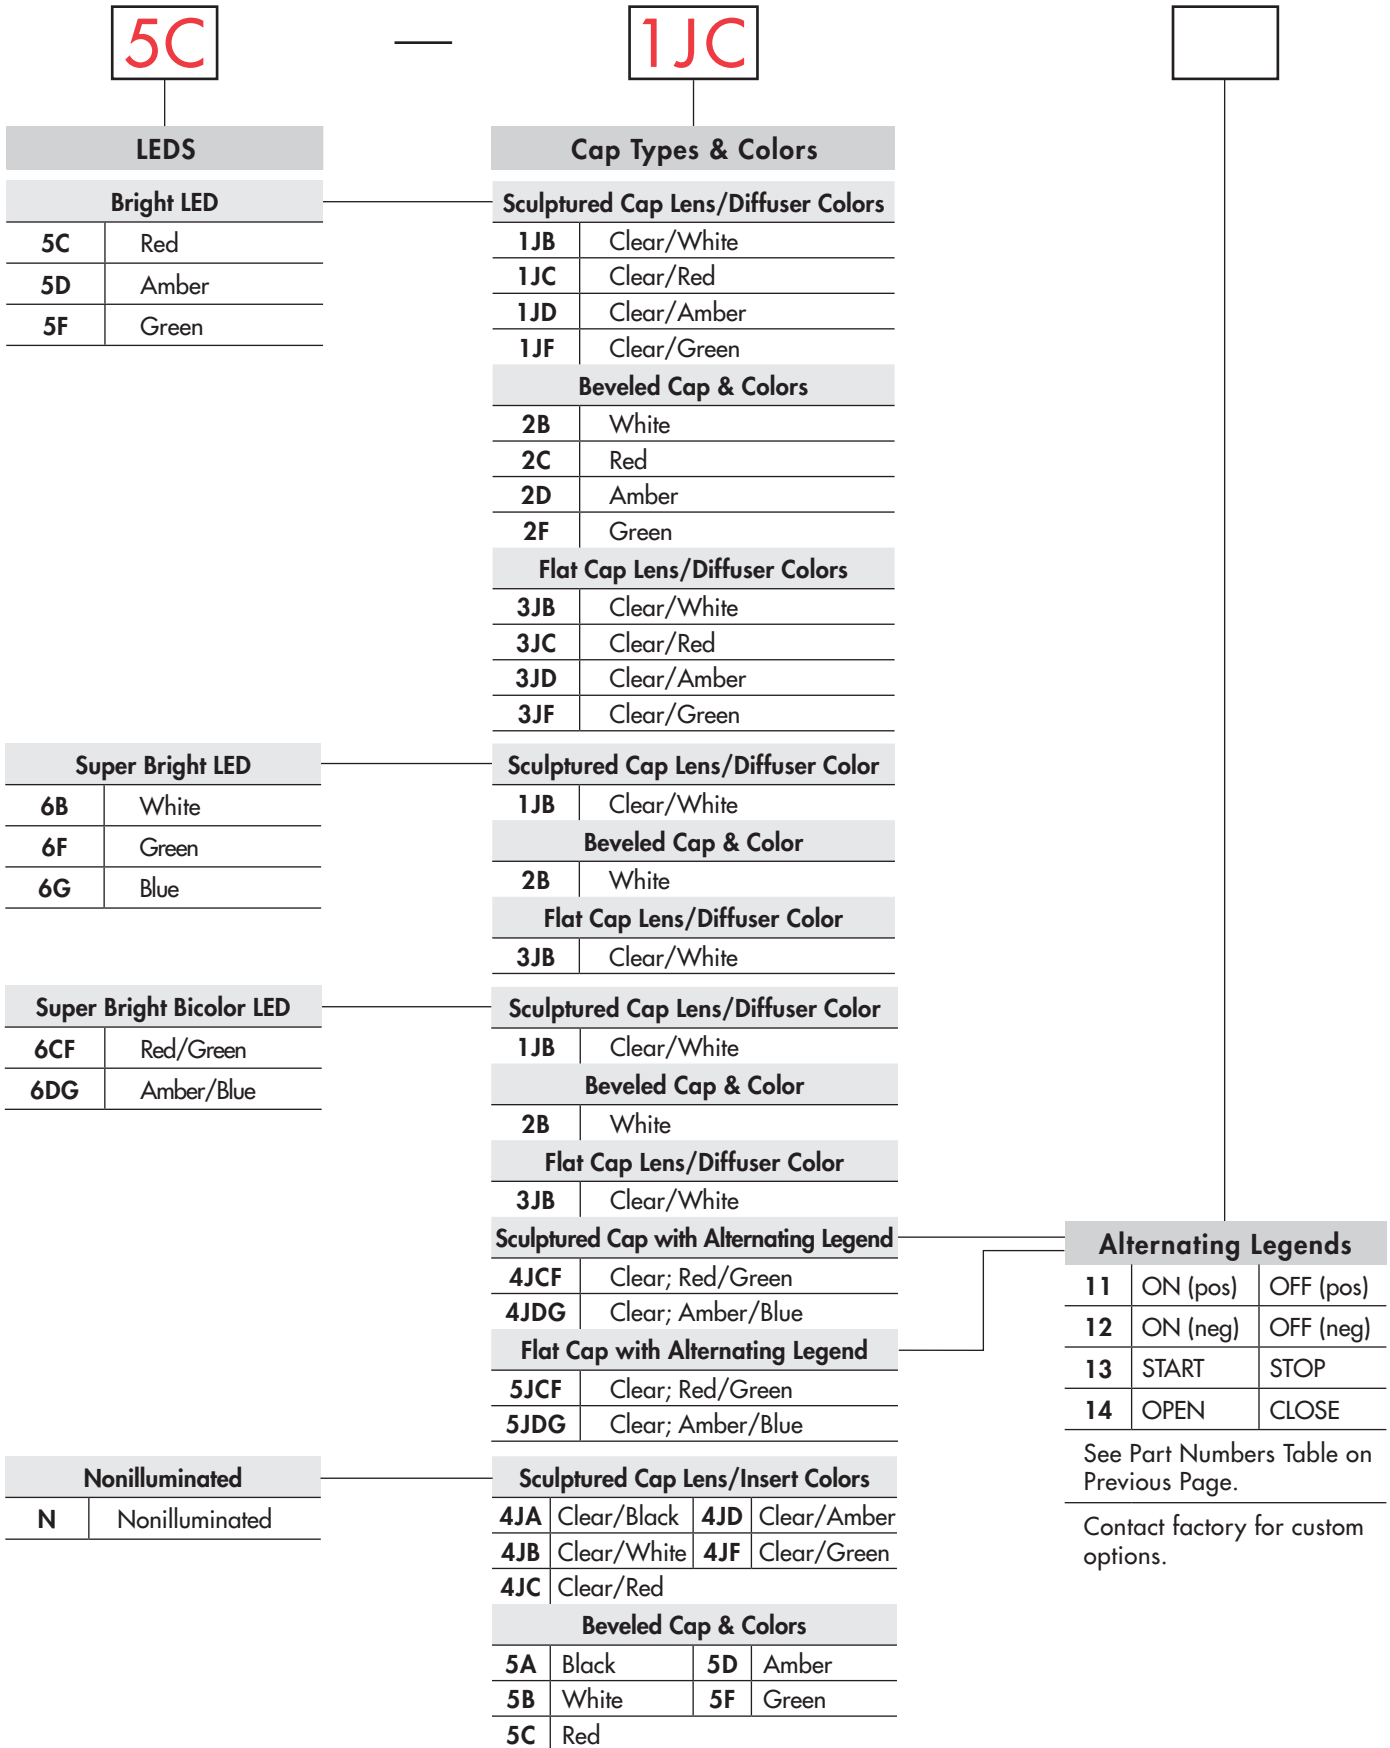 5C — 1JC
LEDS
Bright LED
5C Red
5D Amber
5F Green
Cap Types & Colors
Sculptured Cap Lens/Diffuser Colors
1JB Clear/White
1JC Clear/Red
1JD Clear/Amber
1JF Clear/Green
Beveled Cap & Colors
2B White
2C Red
2D Amber
2F Green
Flat Cap Lens/Diffuser Colors
3JB Clear/White
3JC Clear/Red
3JD Clear/Amber
3JF Clear/Green
Super Bright LED
6B White
6F Green
6G Blue
Sculptured Cap Lens/Diffuser Color
1JB Clear/White
Beveled Cap & Color
2B White
Flat Cap Lens/Diffuser Color
3JB Clear/White
Super Bright Bicolor LED
6CF Red/Green
6DG Amber/Blue
Sculptured Cap Lens/Diffuser Color
1JB Clear/White
Beveled Cap & Color
2B White
Flat Cap Lens/Diffuser Color
3JB Clear/White
Sculptured Cap with Alternating Legend
4JCF Clear; Red/Green
4JDG Clear; Amber/Blue
Flat Cap with Alternating Legend
5JCF Clear; Red/Green
5JDG Clear; Amber/Blue
Alternating Legends
11 ON (pos) OFF (pos)
12 ON (neg) OFF (neg)
13 START STOP
14 OPEN CLOSE
See Part Numbers Table on
Previous Page.
Contact factory for custom
options.
Nonilluminated
N Nonilluminated
Sculptured Cap Lens/Insert Colors
4JA Clear/Black 4JD Clear/Amber
4JB Clear/White 4JF Clear/Green
4JC Clear/Red
Beveled Cap & Colors
5A Black 5D Amber
5B White 5F Green
5C Red